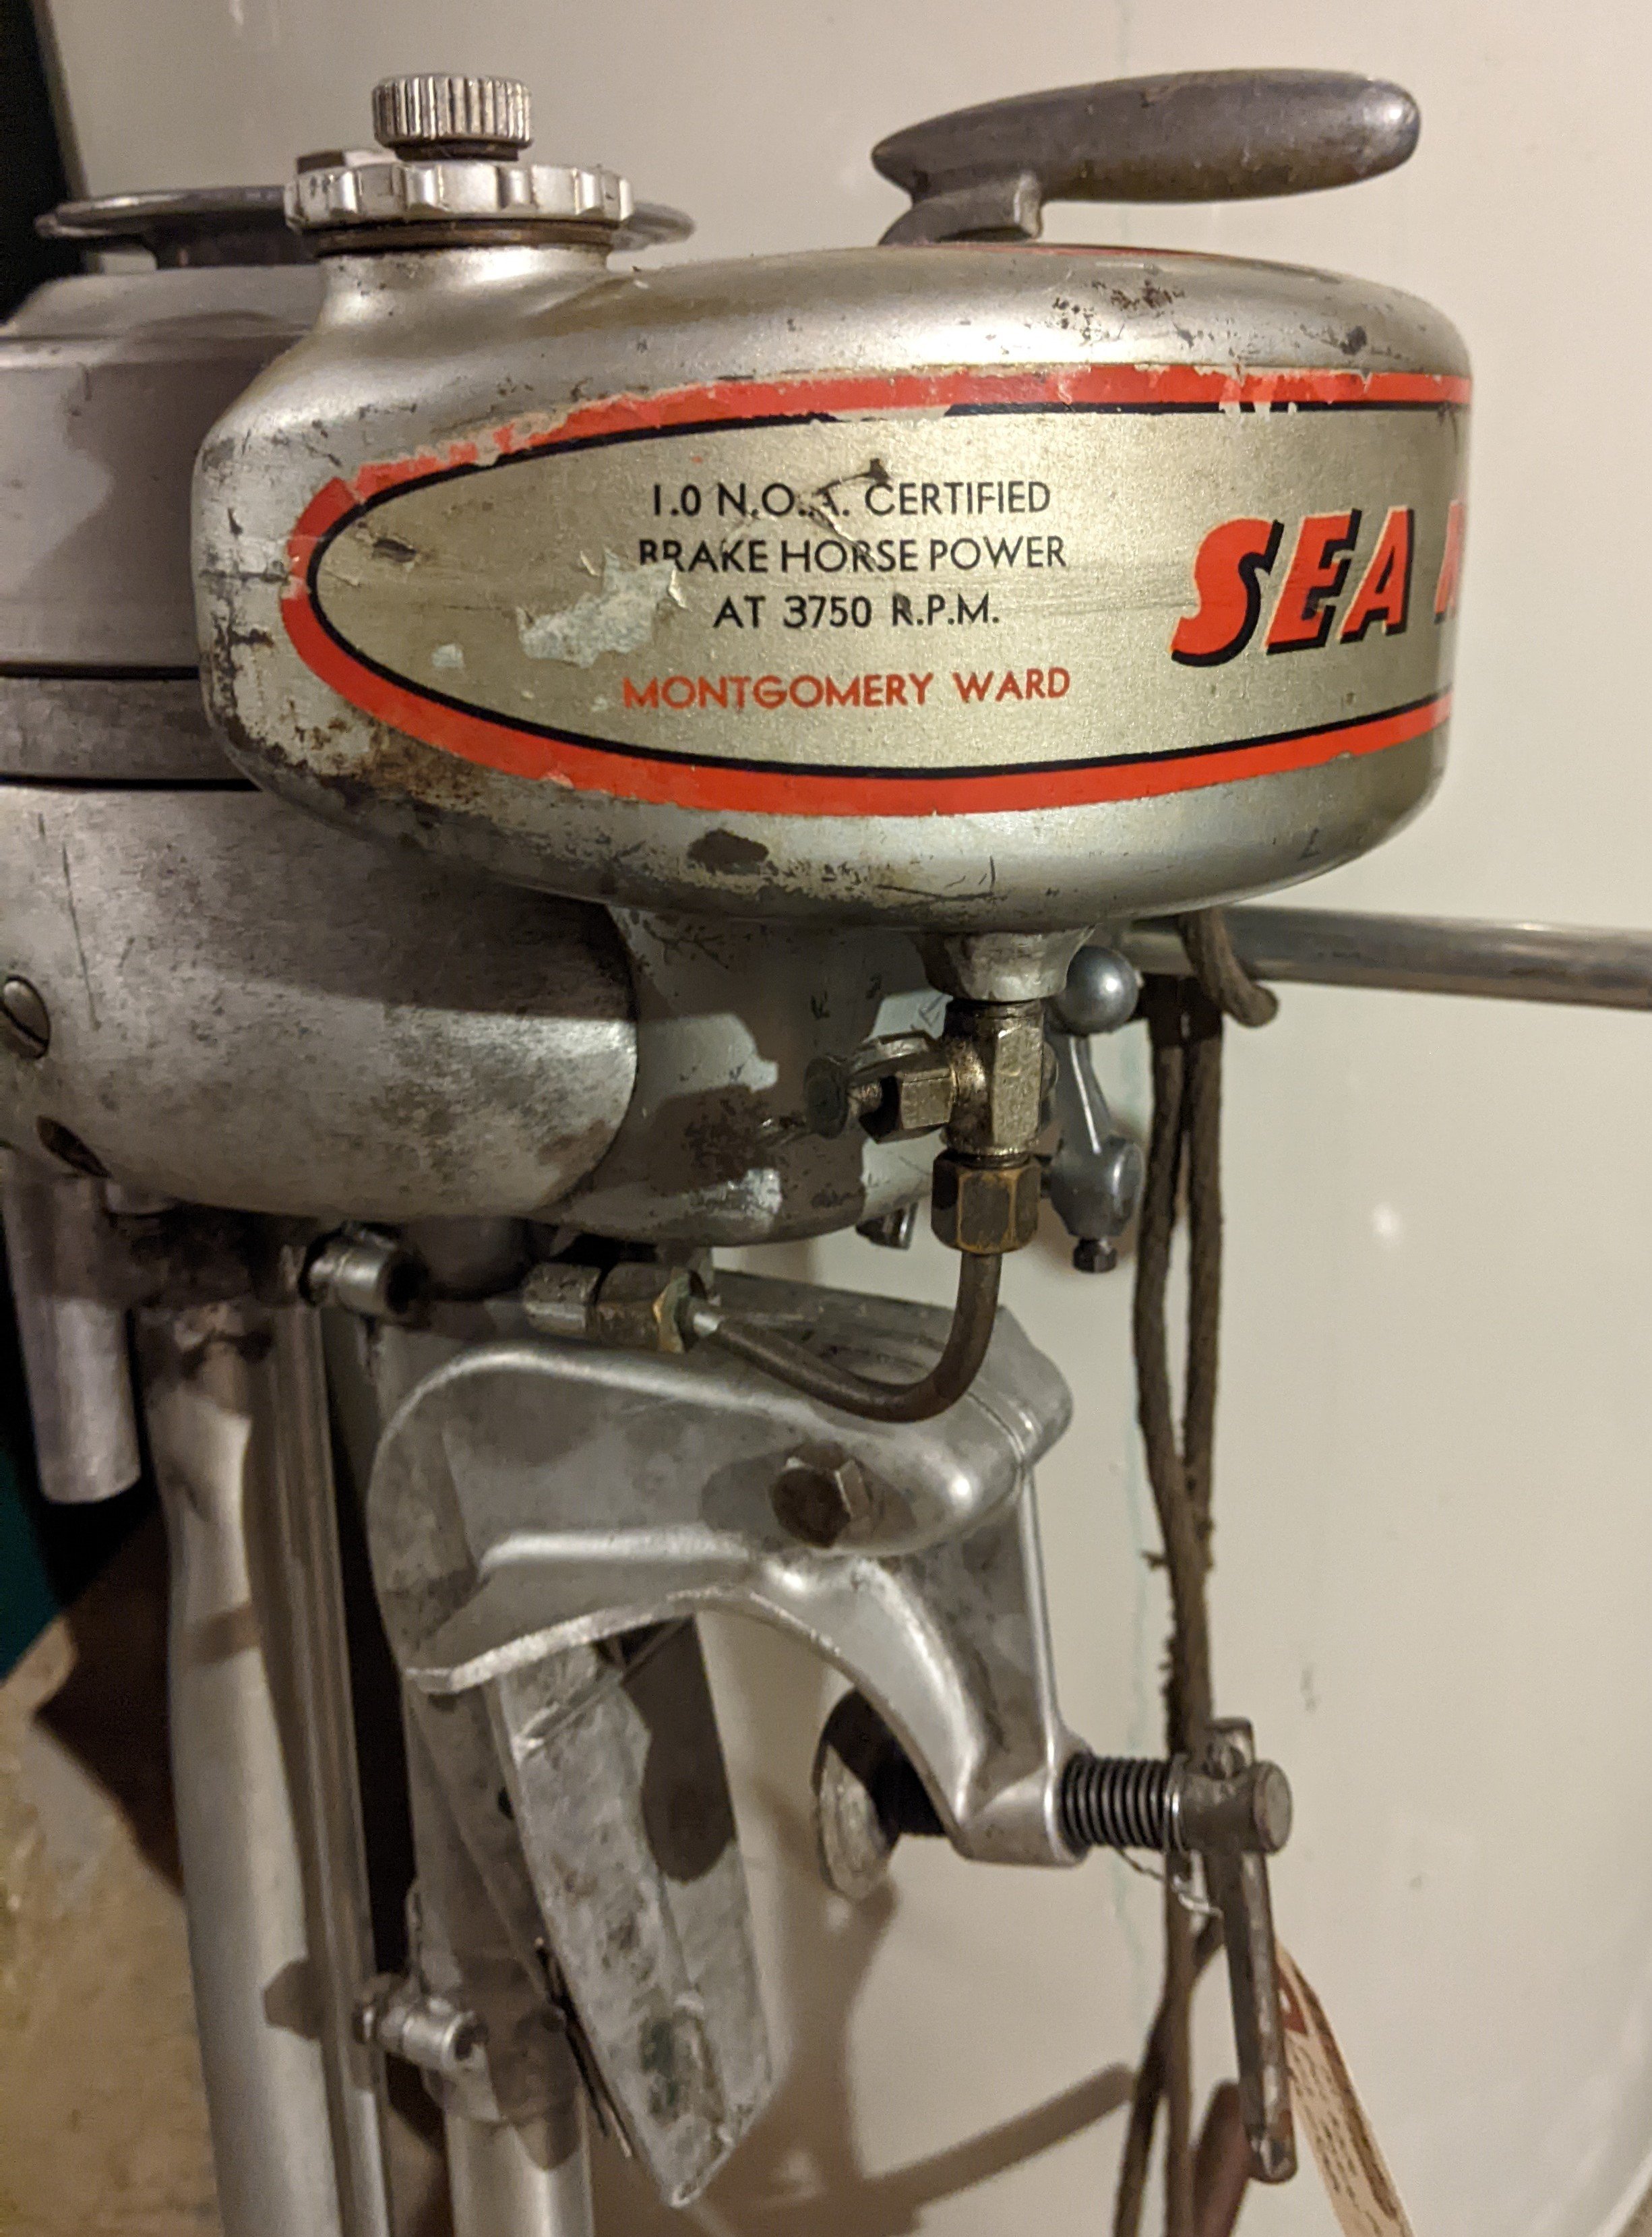 1.0 N.O.A. CERTIFIED
BRAKE HORSE POWER
AT 3750 R.P.M.
MONTGOMERY WARD
SEA